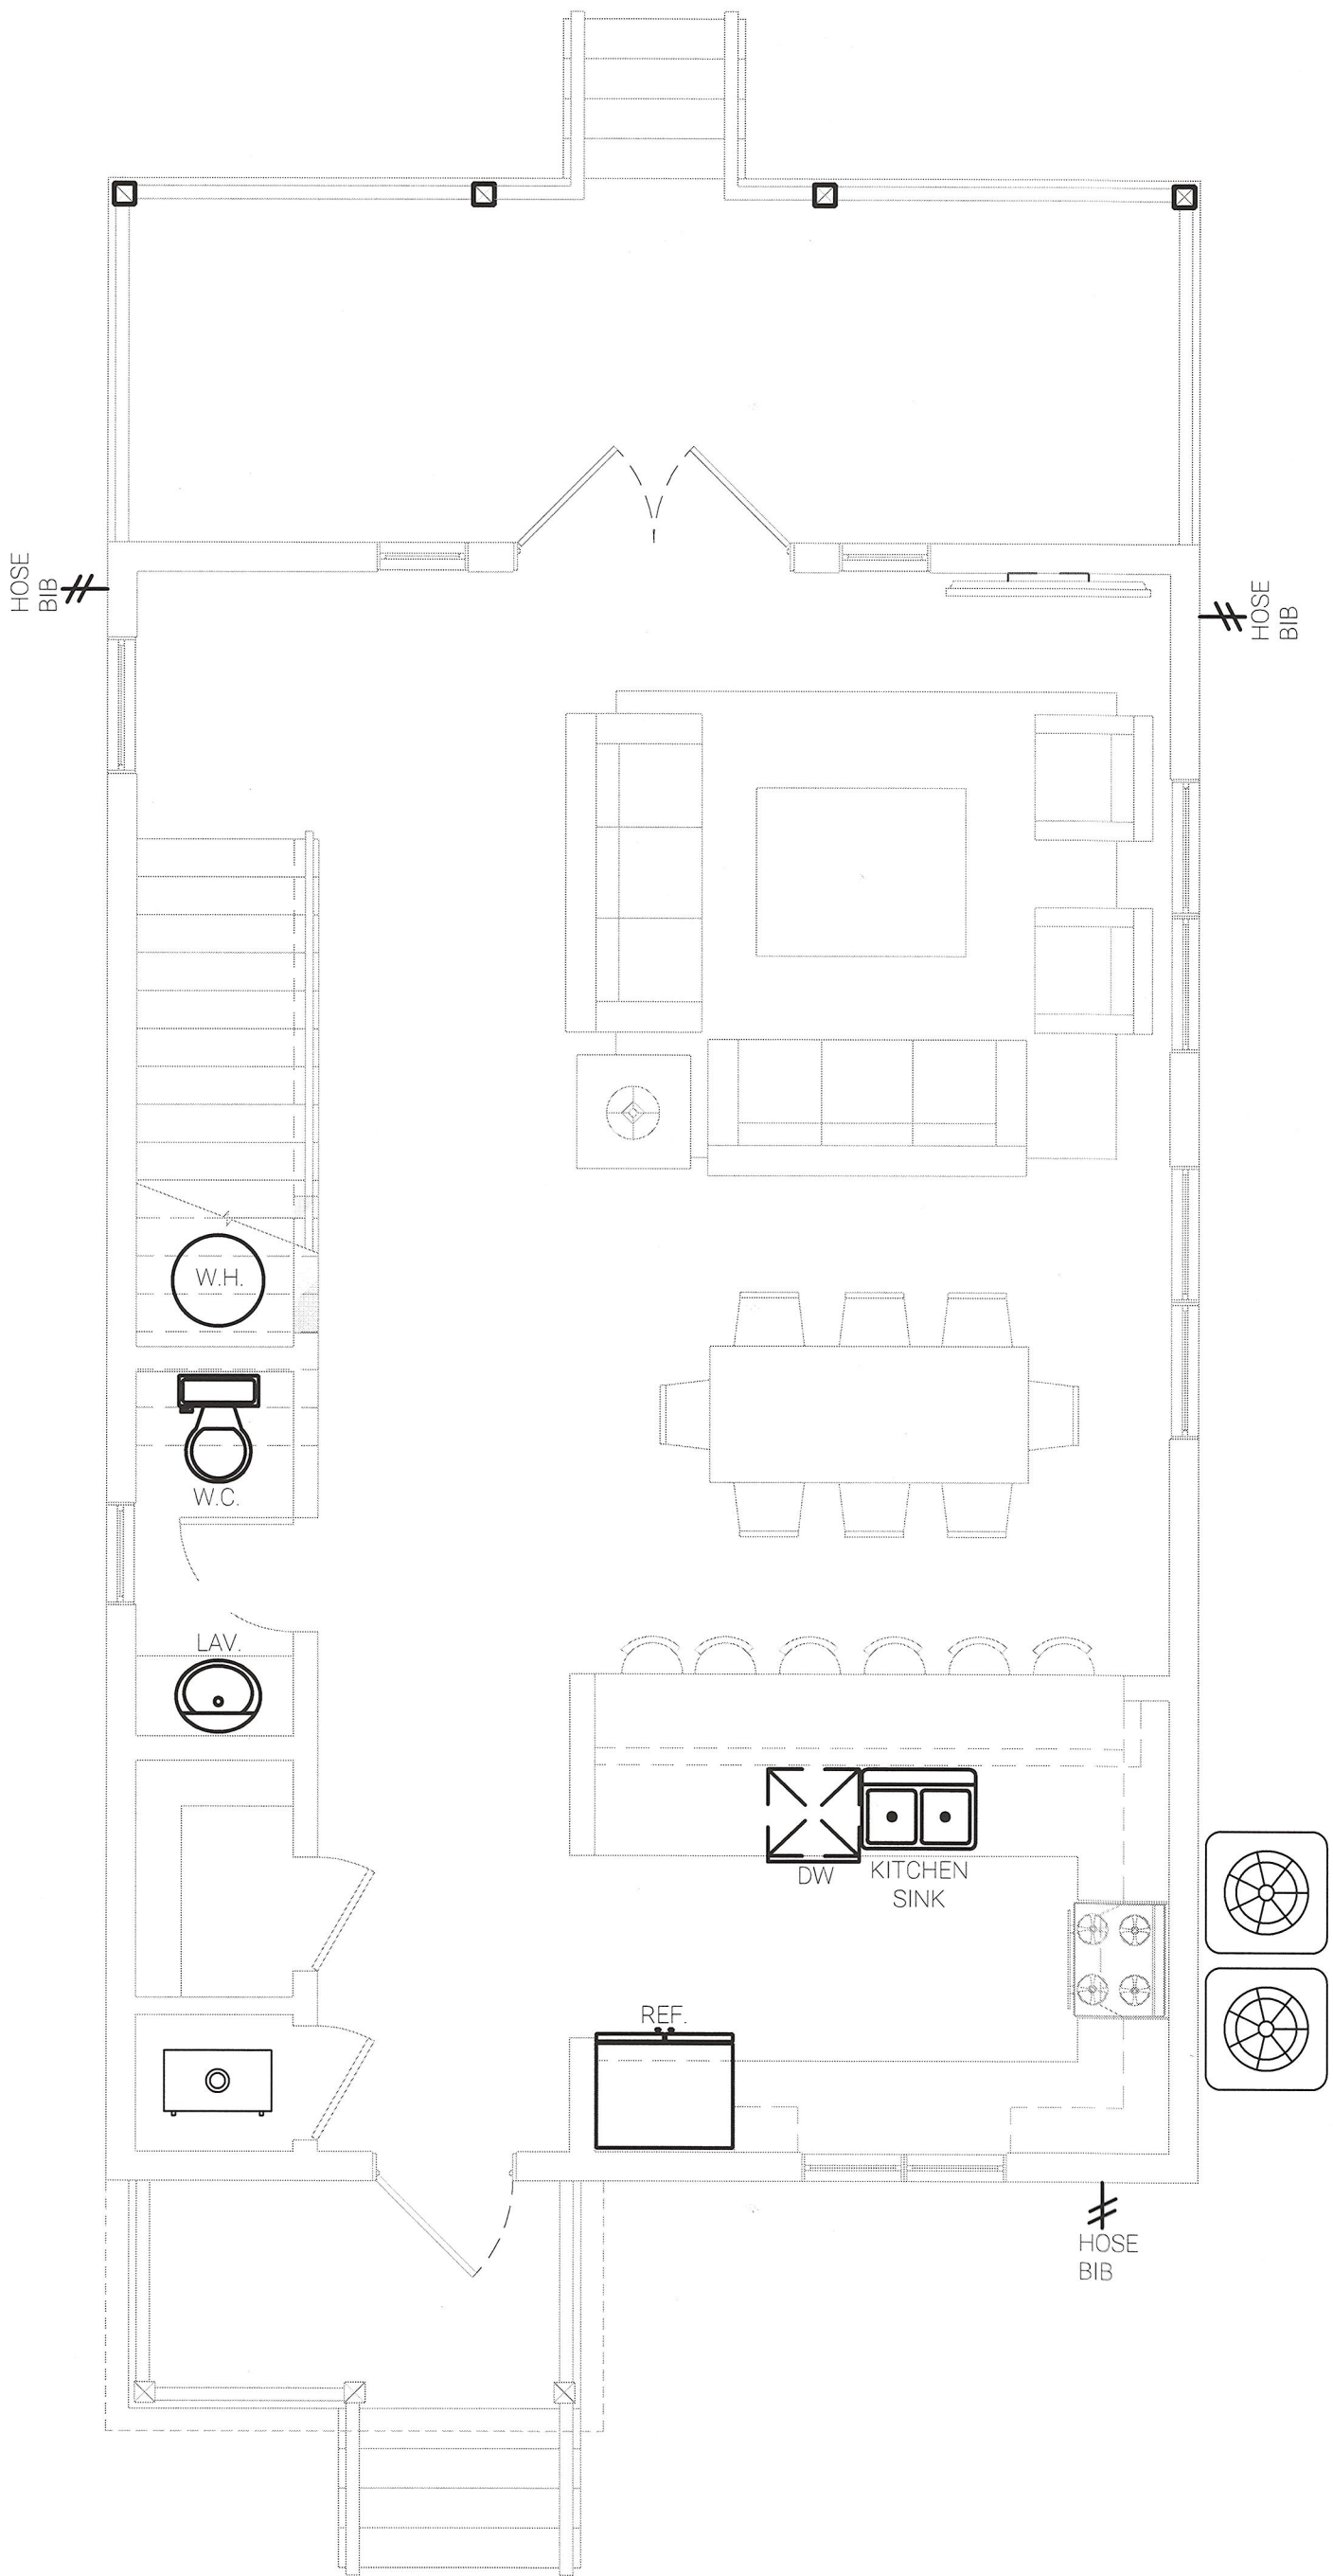 HOSE
BIB
HOSE
BIB
W.H.
W.C.
LAV.
DW
KITCHEN
SINK
REF.
HOSE
BIB